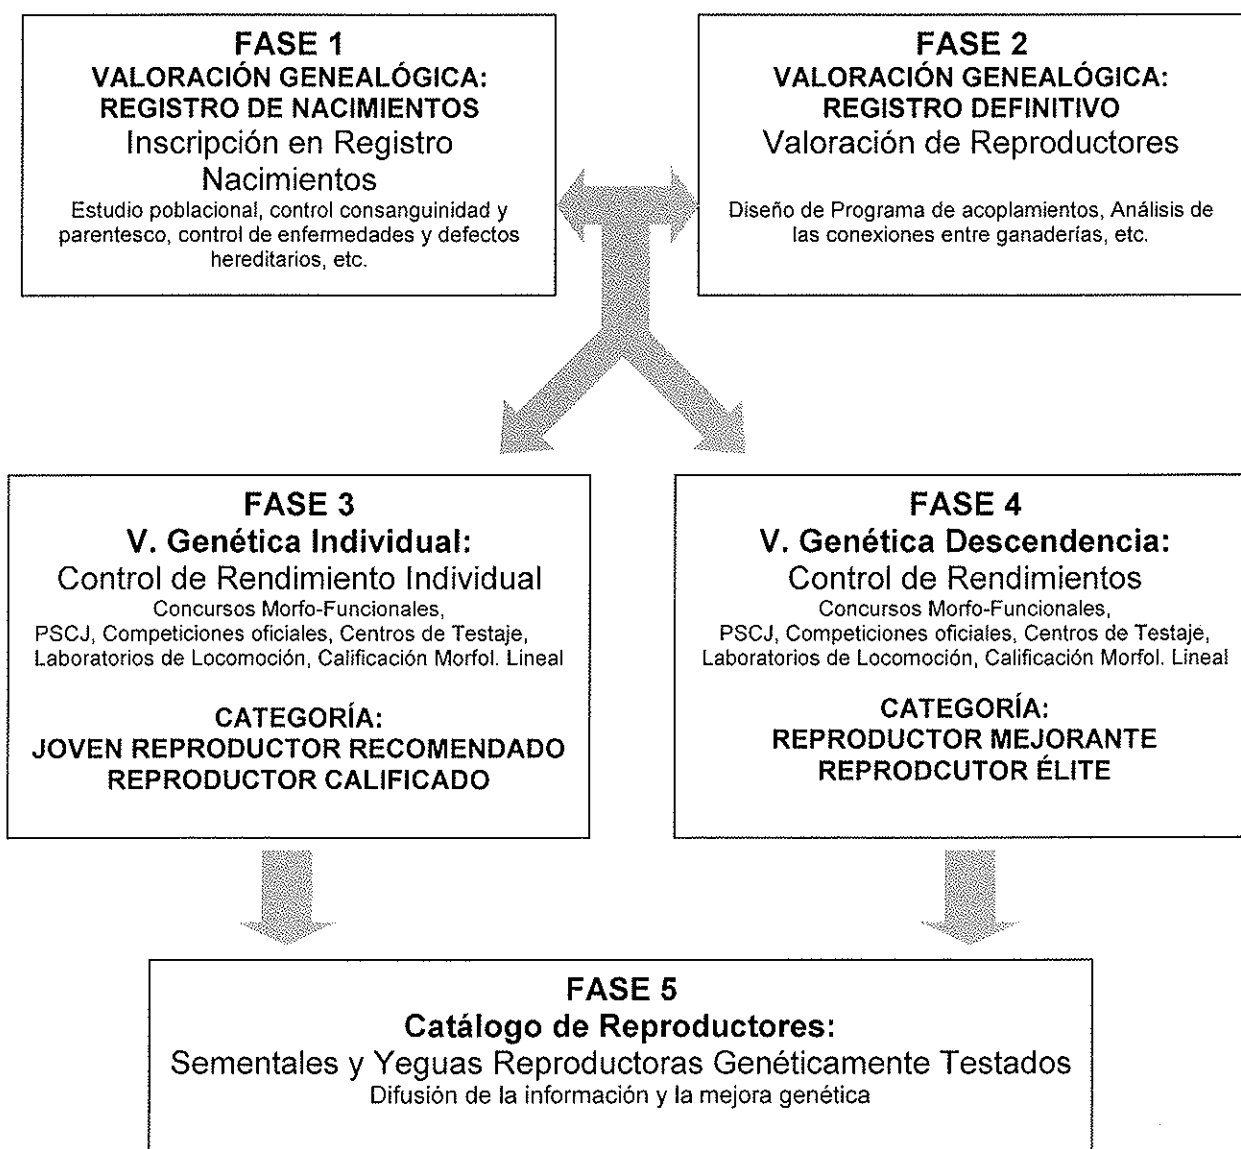 FASE 1
VALORACIÓN GENEALÓGICA:
REGISTRO DE NACIMIENTOS
Inscripción en Registro
Nacimientos
Estudio poblacional, control consanguinidad y
parentesco, control de enfermedades y defectos
hereditarios, etc.
FASE 2
VALORACIÓN GENEALÓGICA:
REGISTRO DEFINITIVO
Valoración de Reproductores
Diseño de Programa de acoplamientos, Análisis de
las conexiones entre ganaderías, etc.
FASE 3
V. Genética Individual:
Control de Rendimiento Individual
Concursos Morfo-Funcionales,
PSCJ, Competiciones oficiales, Centros de Testaje,
Laboratorios de Locomoción, Calificación Morfol. Lineal
CATEGORÍA:
JOVEN REPRODUCTOR RECOMENDADO
REPRODUCTOR CALIFICADO
FASE 4
V. Genética Descendencia:
Control de Rendimientos
Concursos Morfo-Funcionales,
PSCJ, Competiciones oficiales, Centros de Testaje,
Laboratorios de Locomoción, Calificación Morfol. Lineal
CATEGORÍA:
REPRODUCTOR MEJORANTE
REPRODCUTOR ÉLITE
FASE 5
Catálogo de Reproductores:
Sementales y Yeguas Reproductoras Genéticamente Testados
Difusión de la información y la mejora genética